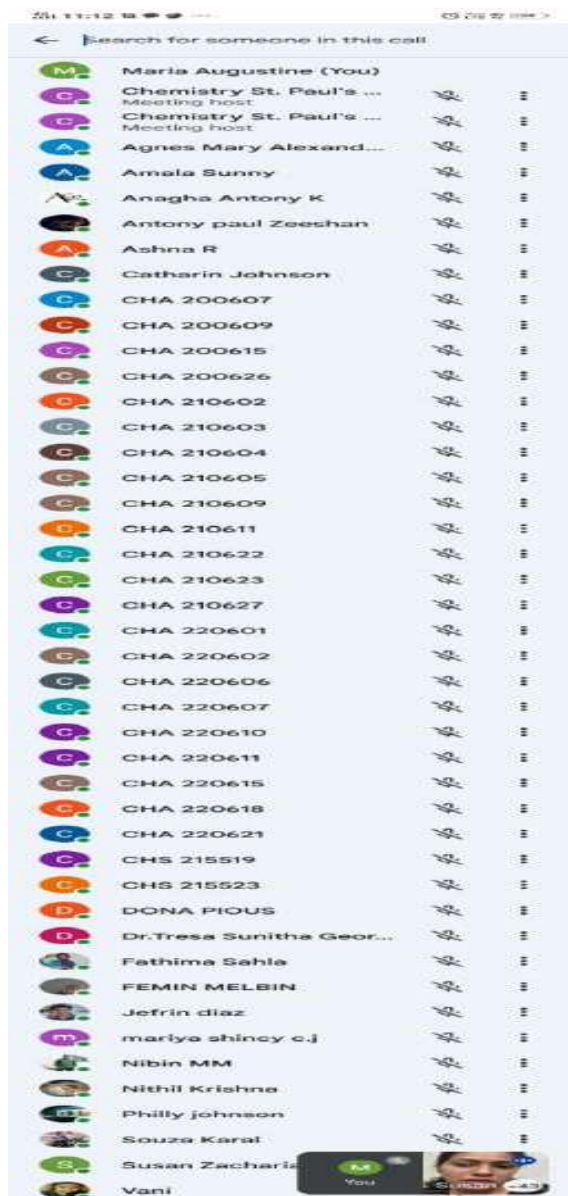 11:12
Search for someone in this call
M Maria Augustine (You)
C Chemistry St. Paul's ...
Meeting host
C Chemistry St. Paul's ...
Meeting host
A Agnes Mary Alexand...
A Amala Sunny
Anagha Antony K
Antony paul Zeeshan
A Ashna R
C Catharin Johnson
C CHA 200607
C CHA 200609
C CHA 200615
C CHA 200626
C CHA 210602
C CHA 210603
C CHA 210604
C CHA 210605
C CHA 210609
C CHA 210611
C CHA 210622
C CHA 210623
C CHA 210627
C CHA 220601
C CHA 220602
C CHA 220606
C CHA 220607
C CHA 220610
C CHA 220611
C CHA 220615
C CHA 220618
C CHA 220621
C CHS 215519
C CHS 215523
D DONA PIOUS
D Dr.Tresa Sunitha Geor...
Fathima Sahla
FEMIN MELBIN
Jefrin diaz
m mariya shincy c.j
Nibin MM
Nithil Krishna
Philly johnson
Souza Karal
S Susan Zacharia
M
You
Susan +43
Vani